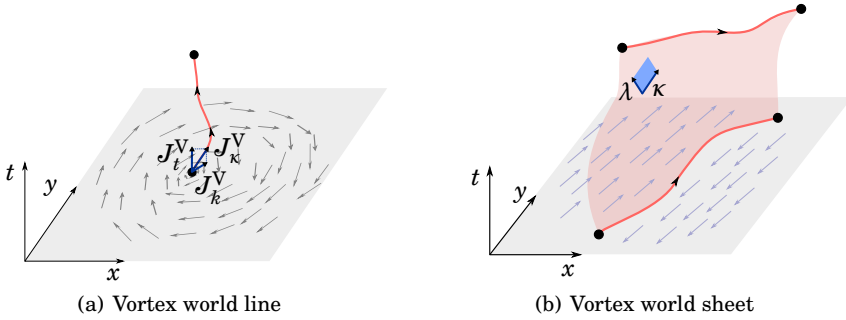 t
y
x
J_t^V
J_κ^V
J_k^V
(a) Vortex world line
t
y
x
λ
κ
(b) Vortex world sheet